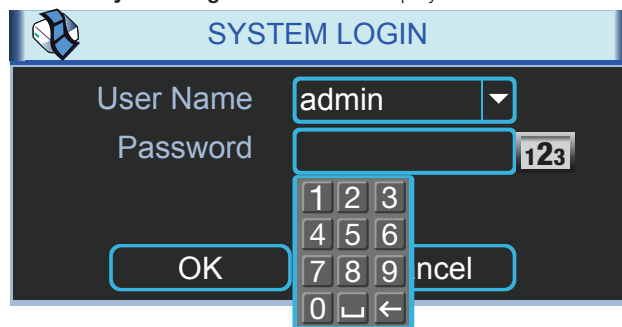 SYSTEM LOGIN
User Name admin
Password 123
1 2 3
4 5 6
OK 7 8 9 ncel
0 ←